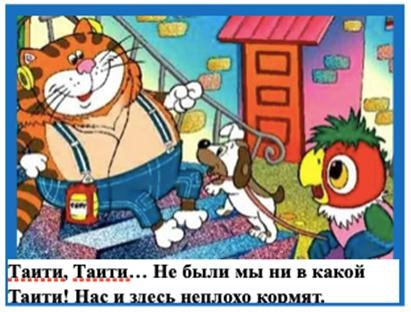 Таити, Таити... Не были мы ни в какой
Таити! Нас и здесь неплохо кормят.